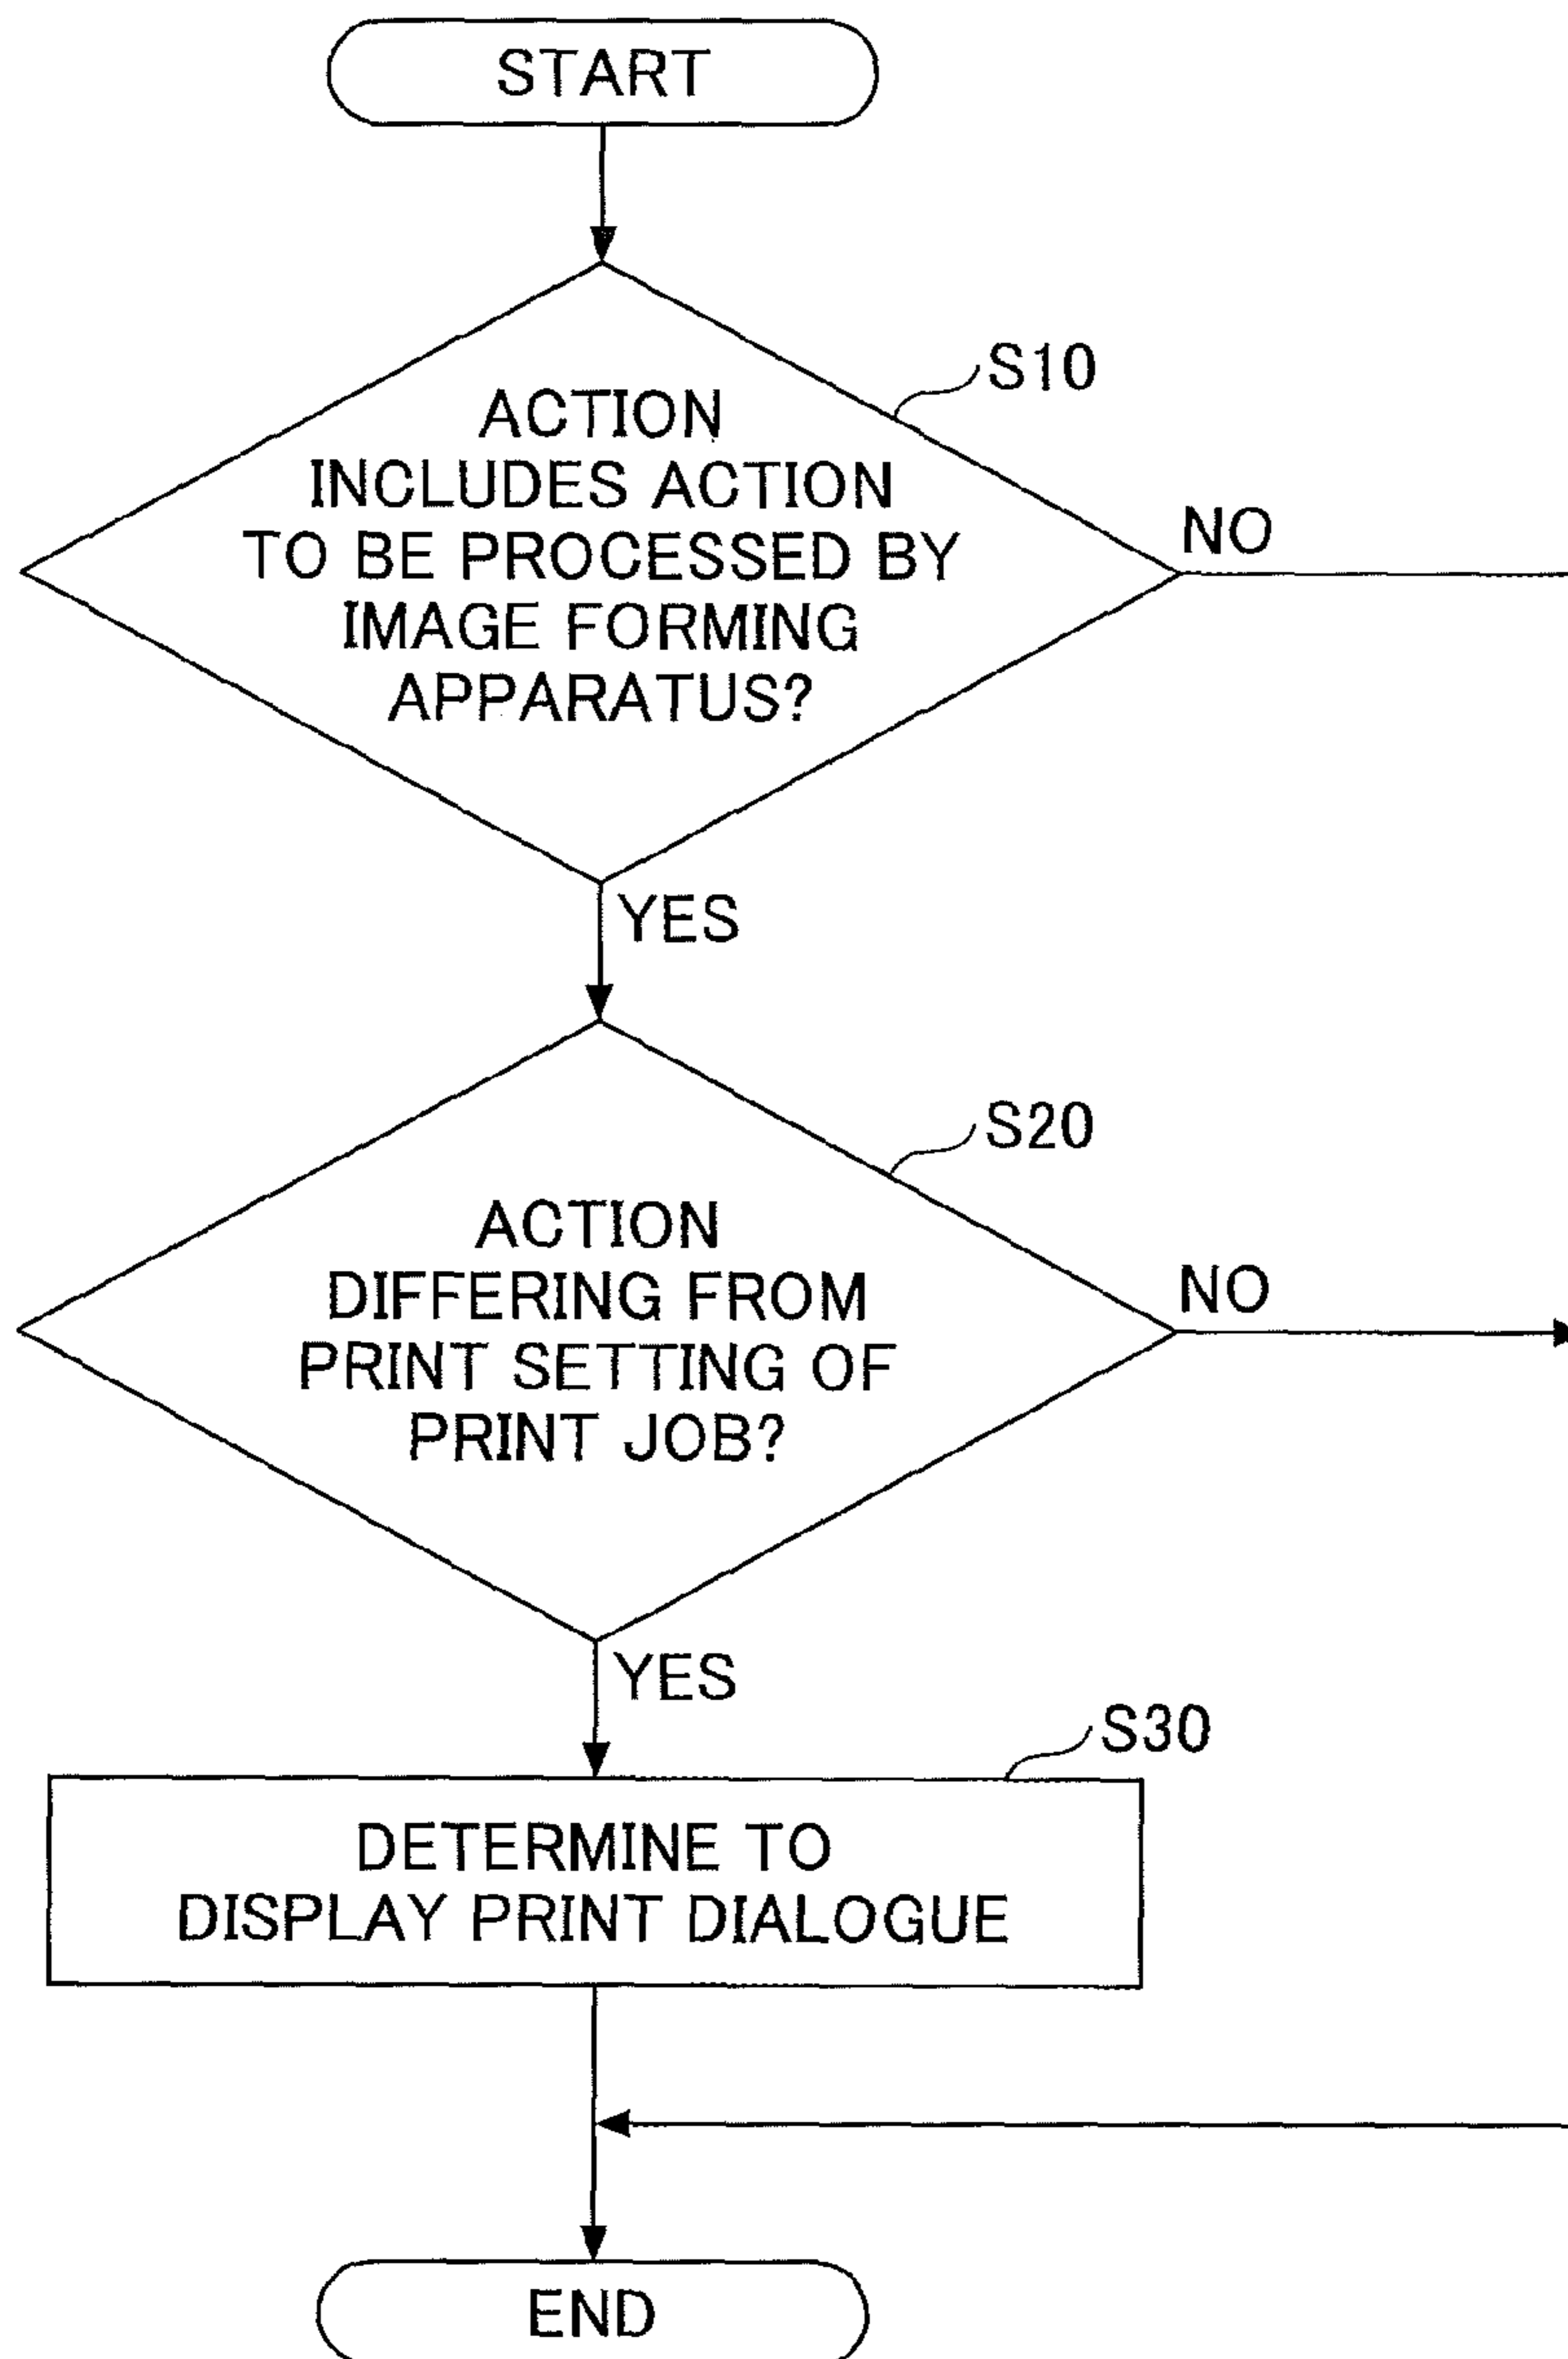 START
S10
ACTION
INCLUDES ACTION
TO BE PROCESSED BY
IMAGE FORMING
APPARATUS?
NO
YES
S20
ACTION
DIFFERING FROM
PRINT SETTING OF
PRINT JOB?
NO
YES
S30
DETERMINE TO
DISPLAY PRINT DIALOGUE
END